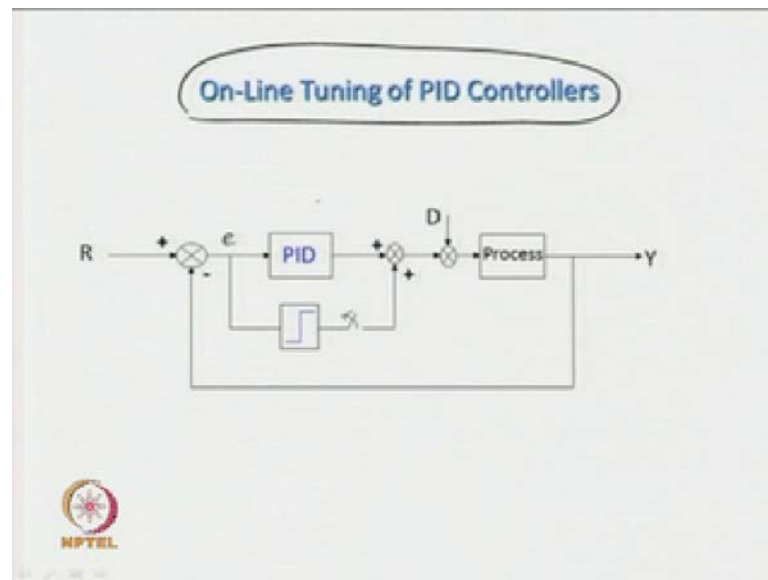 On-Line Tuning of PID Controllers
D
R + e PID + Process Y
- +
NPTEL